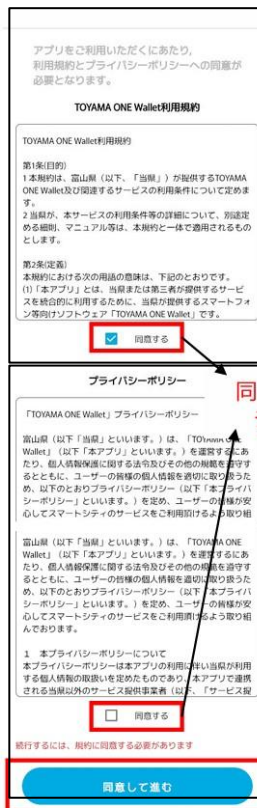 アプリをご利用いただくにあたり、
利用規約とプライバシーポリシーへの同意が
必要となります。
TOYAMA ONE Wallet利用規約
TOYAMA ONE Wallet利用規約
第1条(目的)
1 本規約は、富山県（以下、「当県」）が提供するTOYAMA
ONE Wallet及び関連するサービスの利用条件について定めま
す。
2 当県が、本サービスの利用条件等の詳細について、別途定
める細則、マニュアル等は、本規約と一体で適用されるもの
とします。
第2条(定義)
本規約における次の用語の意味は、下記のとおりです。
(1)「本アプリ」とは、当県または第三者が提供するサービ
スを統合的に利用するために、当県が提供するスマートフォ
ン等向けソフトウェア「TOYAMA ONE Wallet」です。
同意する
プライバシーポリシー
同
「TOYAMA ONE Wallet」プライバシーポリシー
富山県（以下「当県」といいます。）は、「TOYAMA ONE
Wallet」（以下「本アプリ」といいます。）を運営するにあ
たり、個人情報保護に関する法令及びその他の規範を遵守す
るとともに、ユーザーの皆様の個人情報を適切に取り扱うた
め、以下のとおりプライバシーポリシー（以下「本プライバ
シーポリシー」といいます。）を定め、ユーザーの皆様が安
心してスマートシティのサービスをご利用頂けるよう取り組
富山県（以下「当県」といいます。）は、「TOYAMA ONE
Wallet」（以下「本アプリ」といいます。）を運営するにあ
たり、個人情報保護に関する法令及びその他の規範を遵守す
るとともに、ユーザーの皆様の個人情報を適切に取り扱うた
め、以下のとおりプライバシーポリシー（以下「本プライバ
シーポリシー」といいます。）を定め、ユーザーの皆様が安
心してスマートシティのサービスをご利用頂けるよう取り組
んでおります。
1 本プライバシーポリシーについて
本プライバシーポリシーは本アプリの利用に伴い当県が利用
する個人情報の取扱いを定めたものであり、本アプリで連携
される当県以外のサービス提供事業者（以下、「サービス提
同意する
続行するには、規約に同意する必要があります
同意して進む